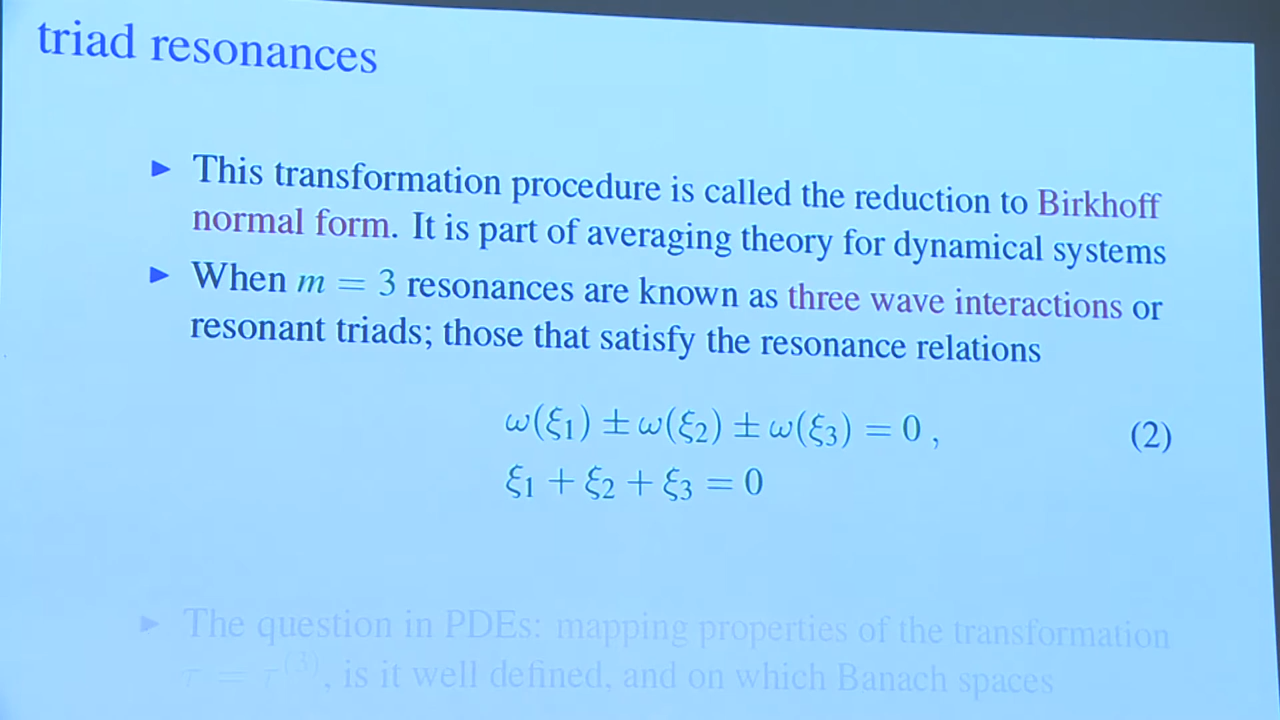 triad resonances
► This transformation procedure is called the reduction to Birkhoff
normal form. It is part of averaging theory for dynamical systems
► When m = 3 resonances are known as three wave interactions or
resonant triads; those that satisfy the resonance relations
ω(ξ₁) ± ω(ξ₂) ± ω(ξ₃) = 0 , (2)
ξ₁ + ξ₂ + ξ₃ = 0
► The question in PDEs: mapping properties of the transformation
τ = τ⁽³⁾, is it well defined, and on which Banach spaces